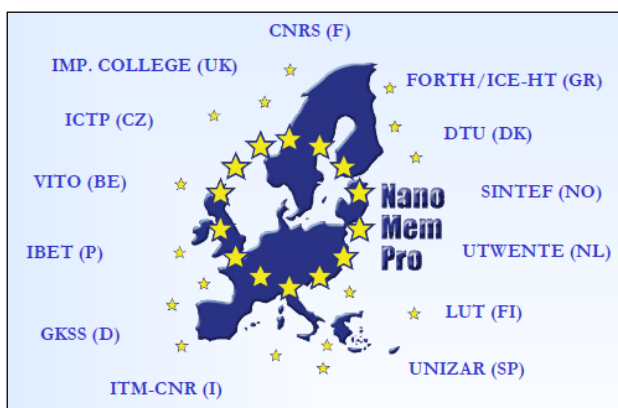 CNRS (F)
IMP. COLLEGE (UK)
FORTH/ICE-HT (GR)
ICTP (CZ)
DTU (DK)
VITO (BE)
Nano
SINTEF (NO)
Mem
IBET (P)
Pro
UTWENTE (NL)
LUT (FI)
GKSS (D)
UNIZAR (SP)
ITM-CNR (I)